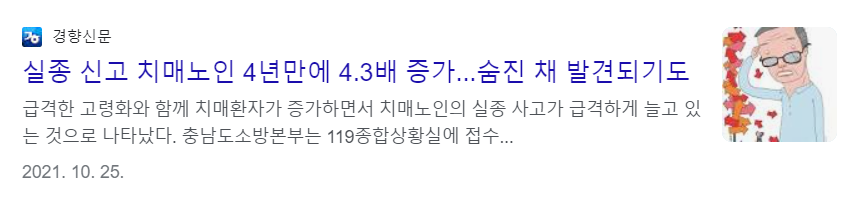 경향신문
실종 신고 치매노인 4년만에 4.3배 증가...숨진 채 발견되기도
급격한 고령화와 함께 치매환자가 증가하면서 치매노인의 실종 사고가 급격하게 늘고 있
는 것으로 나타났다. 충남도소방본부는 119종합상황실에 접수...
2021. 10. 25.